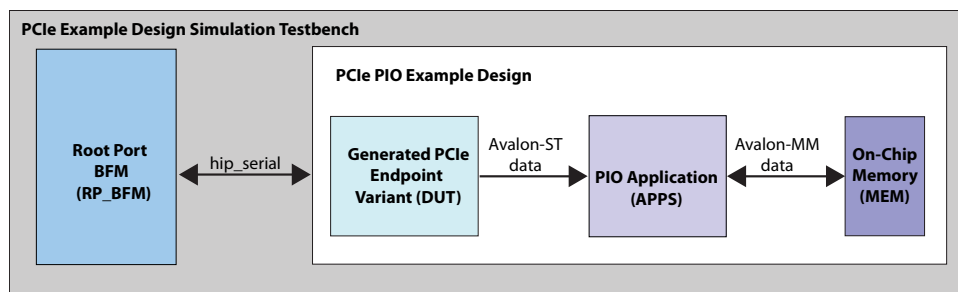 PCIe Example Design Simulation Testbench
Root Port
BFM
(RP_BFM)
hip_serial
PCIe PIO Example Design
Generated PCIe
Endpoint
Variant (DUT)
Avalon-ST
data
PIO Application
(APPS)
Avalon-MM
data
On-Chip
Memory
(MEM)